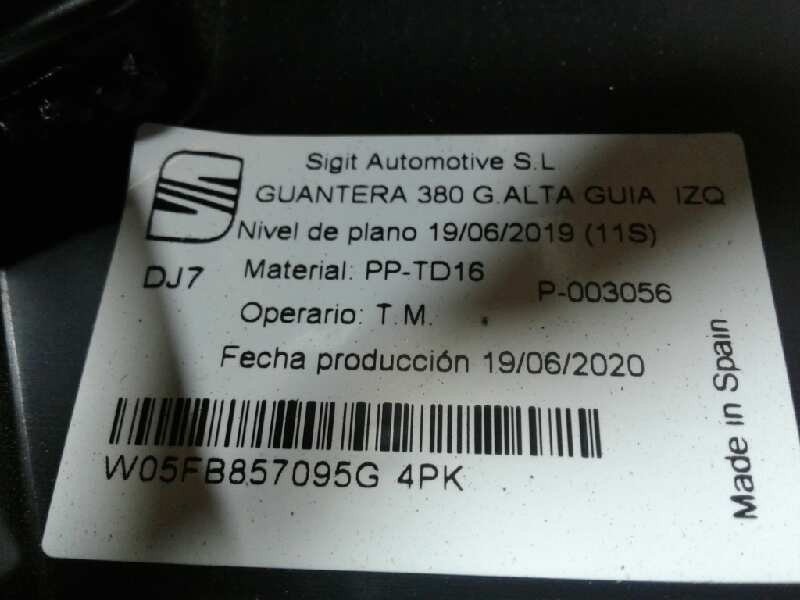 Sigit Automotive S.L
GUANTERA 380 G.ALTA GUIA IZQ
Nivel de plano 19/06/2019 (11S)
DJ7 Material: PP-TD16
P-003056
Operario: T.M.
Fecha producción 19/06/2020
W05FB857095G 4PK
Made in Spain